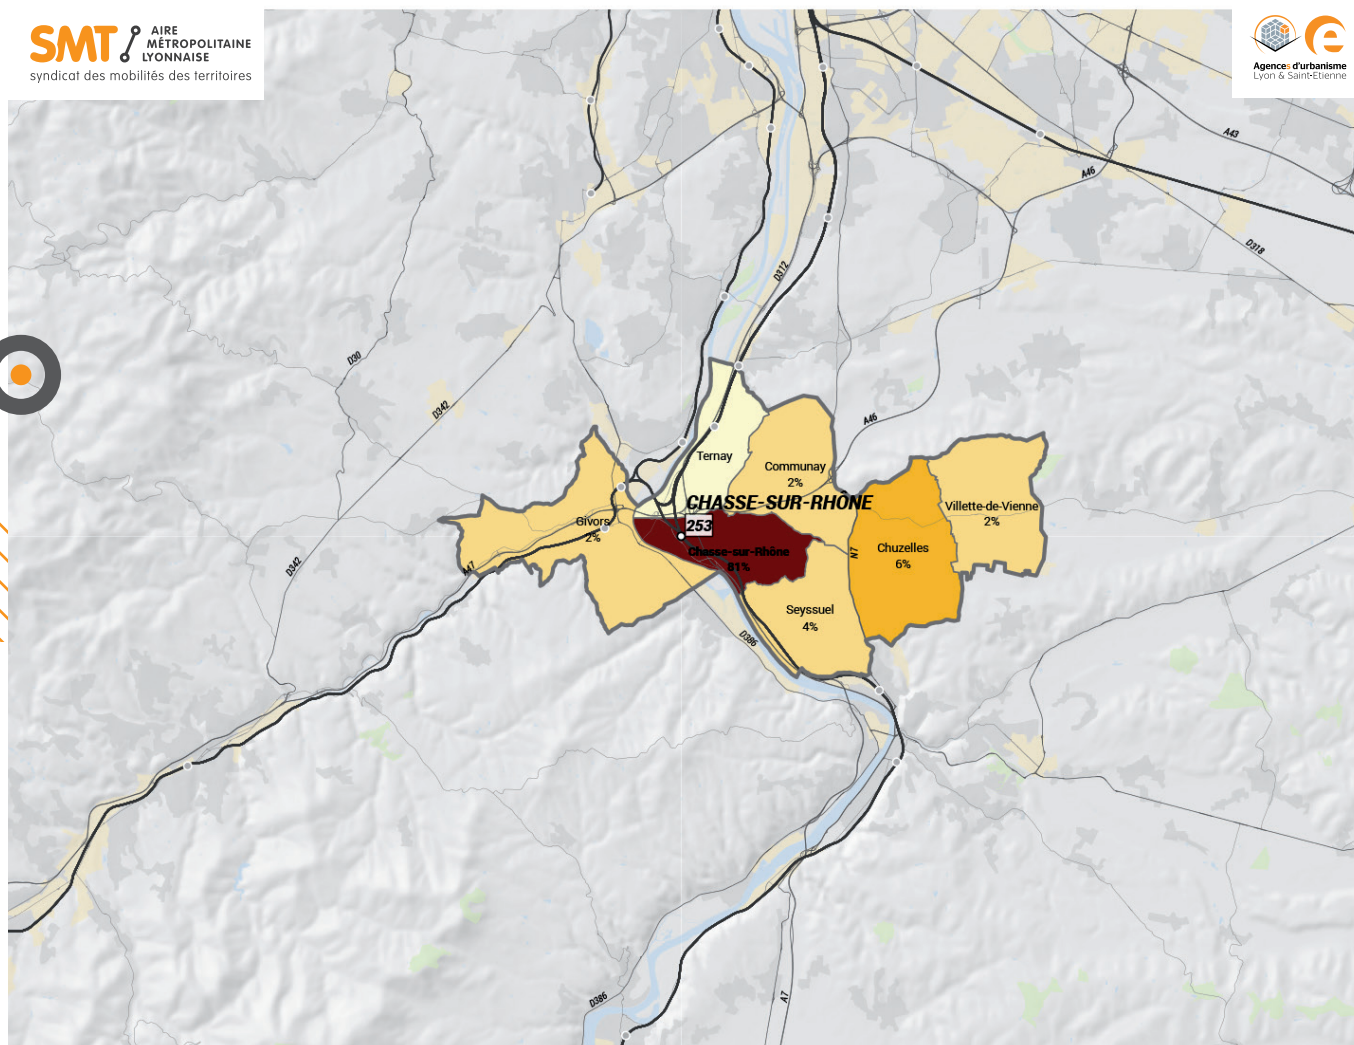 SMT
AIRE
MÉTROPOLITAINE
LYONNAISE
syndicat des mobilités des territoires
Agences d'urbanisme
Lyon & Saint-Etienne
A43
A46
D318
D312
D30
D342
A46
Ternay
Communay
2%
CHASSE-SUR-RHÔNE
253
Givors
2%
Villette-de-Vienne
2%
Chasse-sur-Rhône
81%
N7
Chuzelles
6%
D342
A47
Seyssuel
4%
D386
D386
A7